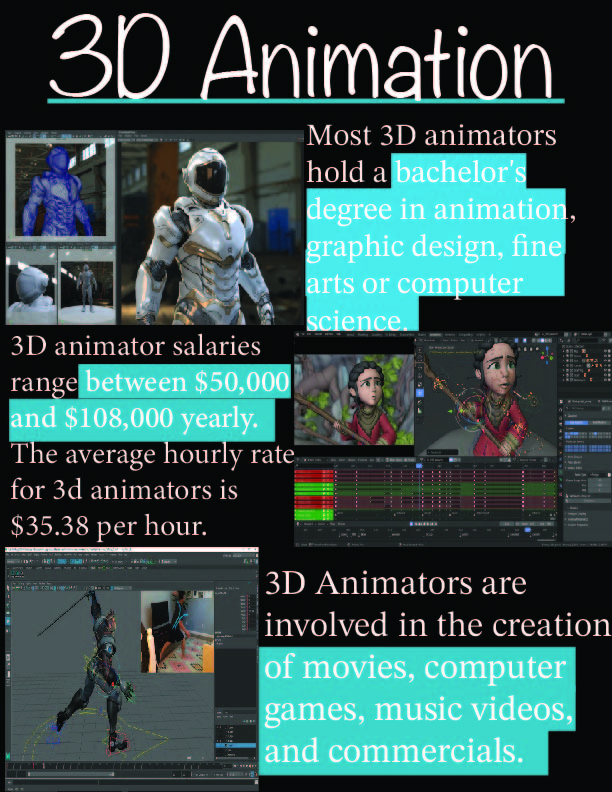 3D Animation
Most 3D animators
hold a bachelor's
degree in animation,
graphic design, fine
arts or computer
science.
3D animator salaries
range between $50,000
and $108,000 yearly.
The average hourly rate
for 3d animators is
$35.38 per hour.
3D Animators are
involved in the creation
of movies, computer
games, music videos,
and commercials.